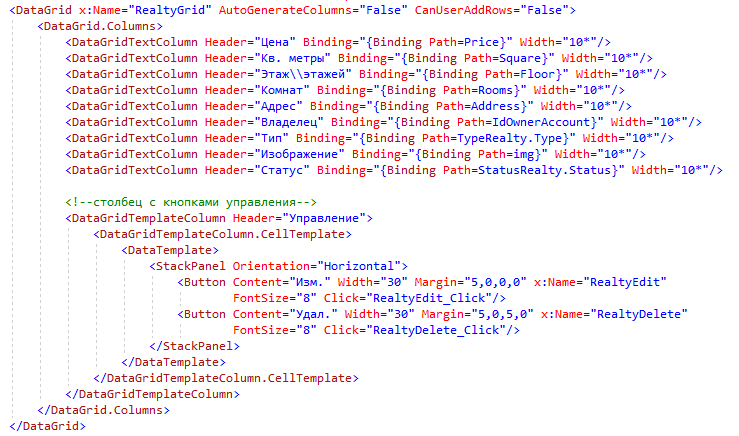 <DataGrid x:Name="RealtyGrid" AutoGenerateColumns="False" CanUserAddRows="False">
<DataGrid.Columns>
<DataGridTextColumn Header="Цена" Binding="{Binding Path=Price}" Width="10*"/>
<DataGridTextColumn Header="Кв. метры" Binding="{Binding Path=Square}" Width="10*"/>
<DataGridTextColumn Header="Этаж\\этажей" Binding="{Binding Path=Floor}" Width="10*"/>
<DataGridTextColumn Header="Комнат" Binding="{Binding Path=Rooms}" Width="10*"/>
<DataGridTextColumn Header="Адрес" Binding="{Binding Path=Address}" Width="10*"/>
<DataGridTextColumn Header="Владелец" Binding="{Binding Path=IdOwnerAccount}" Width="10*"/>
<DataGridTextColumn Header="Тип" Binding="{Binding Path=TypeRealty.Type}" Width="10*"/>
<DataGridTextColumn Header="Изображение" Binding="{Binding Path=img}" Width="10*"/>
<DataGridTextColumn Header="Статус" Binding="{Binding Path=StatusRealty.Status}" Width="10*"/>
<!--столбец с кнопками управления-->
<DataGridTemplateColumn Header="Управление">
<DataGridTemplateColumn.CellTemplate>
<DataTemplate>
<StackPanel Orientation="Horizontal">
<Button Content="Изм." Width="30" Margin="5,0,0,0" x:Name="RealtyEdit"
FontSize="8" Click="RealtyEdit_Click"/>
<Button Content="Удал." Width="30" Margin="5,0,5,0" x:Name="RealtyDelete"
FontSize="8" Click="RealtyDelete_Click"/>
</StackPanel>
</DataTemplate>
</DataGridTemplateColumn.CellTemplate>
</DataGridTemplateColumn>
</DataGrid.Columns>
</DataGrid>